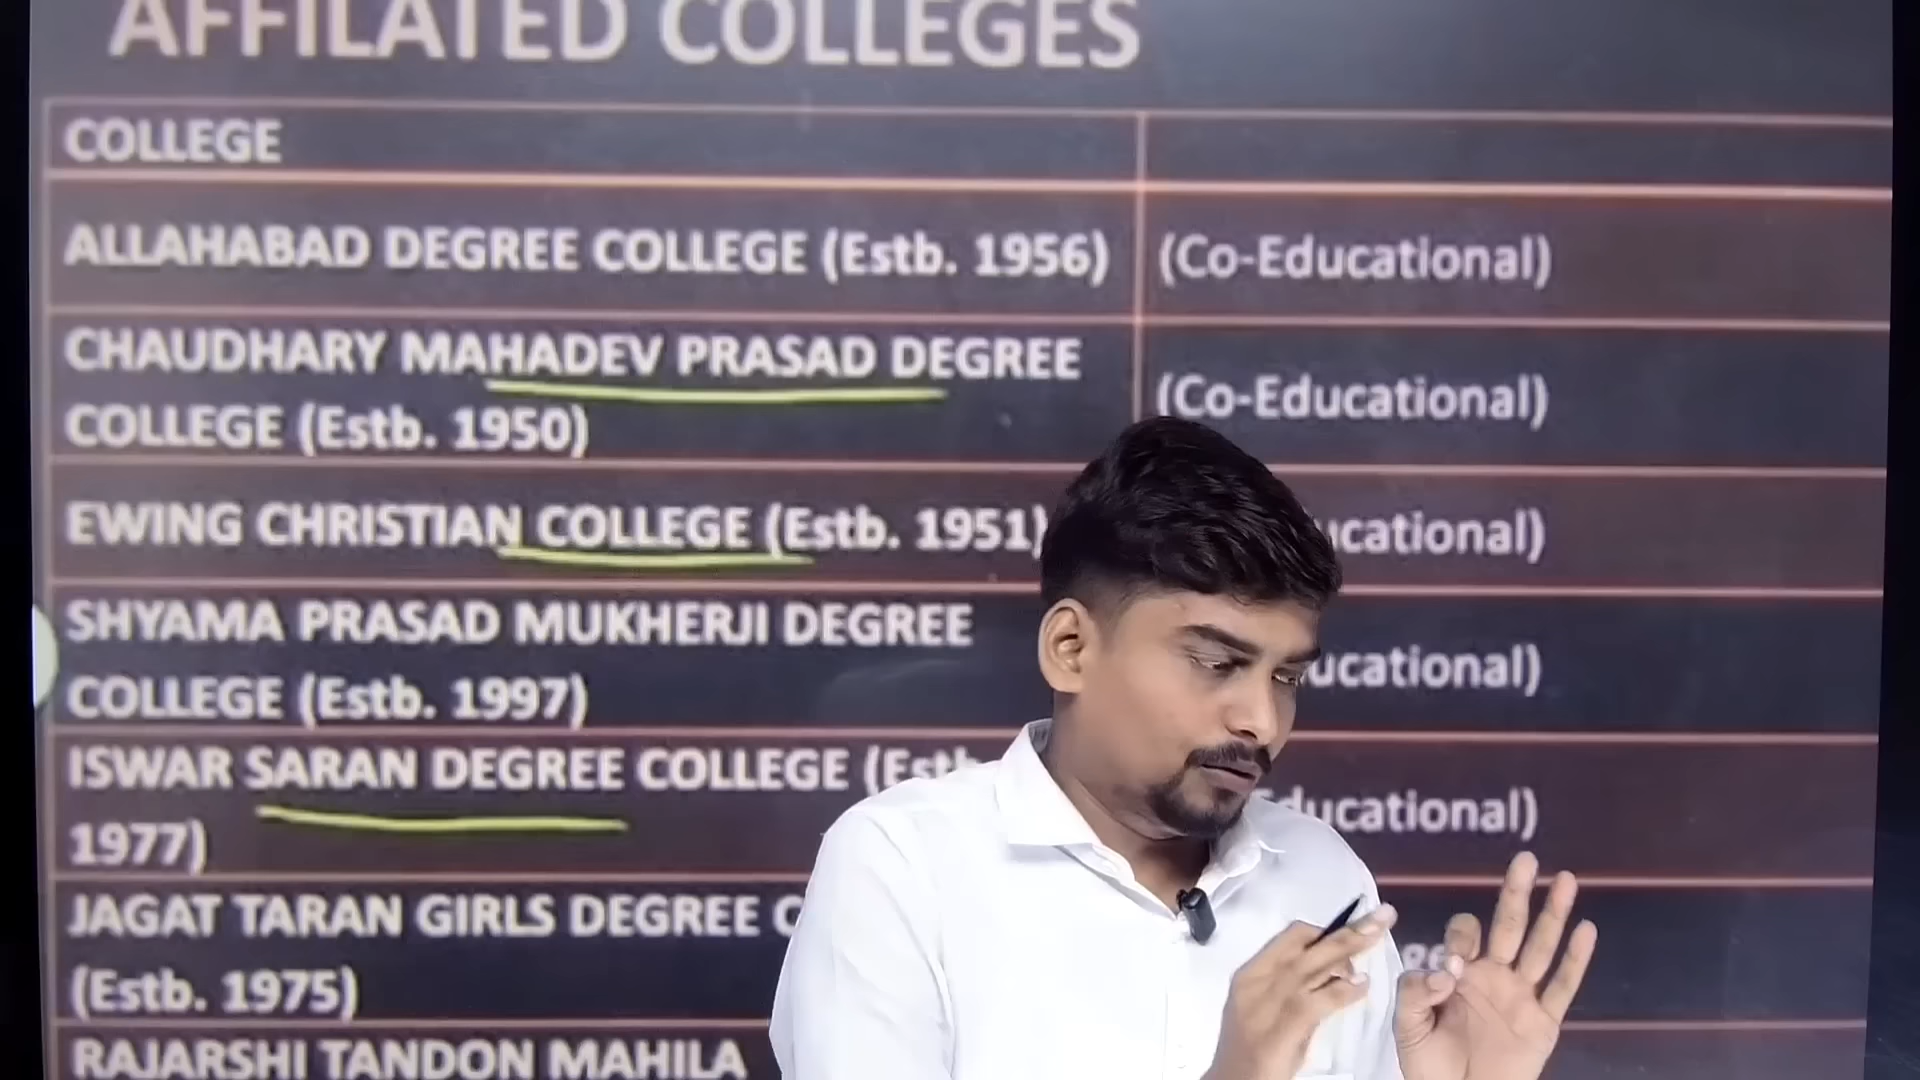 AFFILATED COLLEGES
COLLEGE
ALLAHABAD DEGREE COLLEGE (Estb. 1956)
(Co-Educational)
CHAUDHARY MAHADEV PRASAD DEGREE
COLLEGE (Estb. 1950)
(Co-Educational)
EWING CHRISTIAN COLLEGE (Estb. 1951)
ucational)
SHYAMA PRASAD MUKHERJI DEGREE
COLLEGE (Estb. 1997)
ucational)
ISWAR SARAN DEGREE COLLEGE (Estb
1977)
Educational)
JAGAT TARAN GIRLS DEGREE C
(Estb. 1975)
RAJARSHI TANDON MAHILA